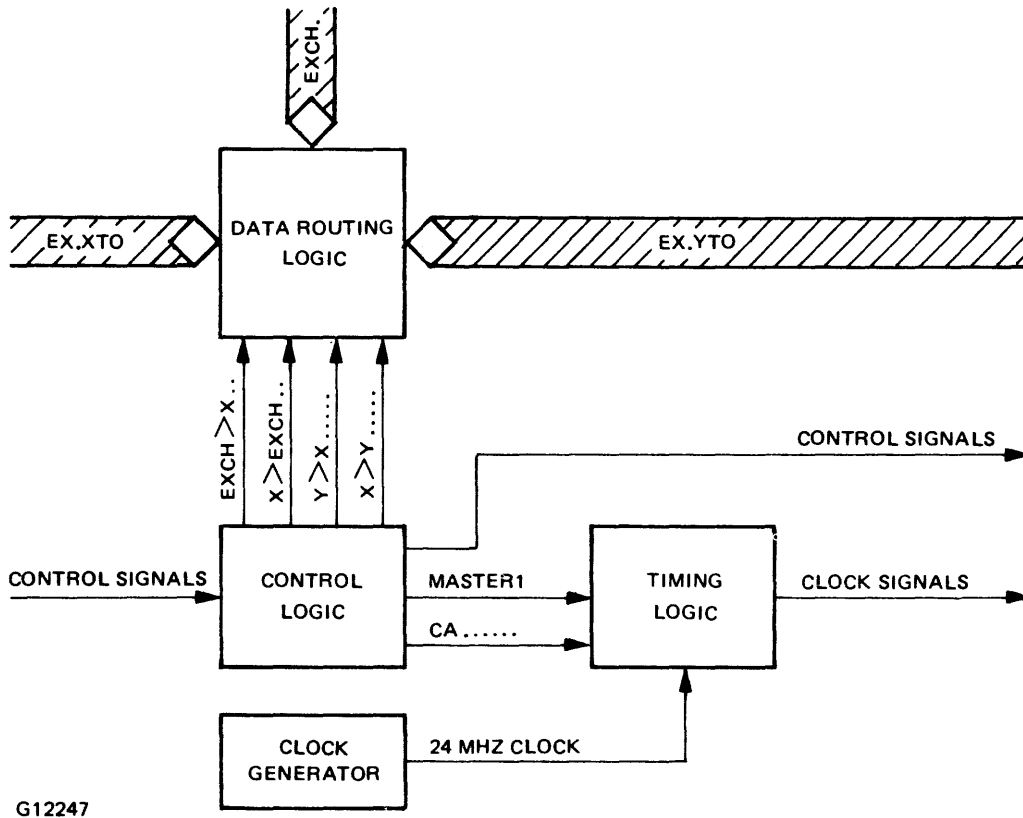 EXCH.
EX.XTO
DATA ROUTING
LOGIC
EX.YTO
EXCH>X..
X>EXCH..
Y>X......
X>Y......
CONTROL SIGNALS
CONTROL SIGNALS
CONTROL
LOGIC
MASTER1
CA......
TIMING
LOGIC
CLOCK SIGNALS
CLOCK
GENERATOR
24 MHZ CLOCK
G12247